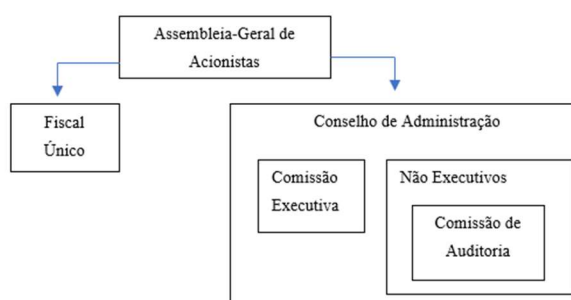 Assembleia-Geral de
Acionistas
Fiscal
Único
Conselho de Administração
Comissão
Executiva
Não Executivos
Comissão de
Auditoria